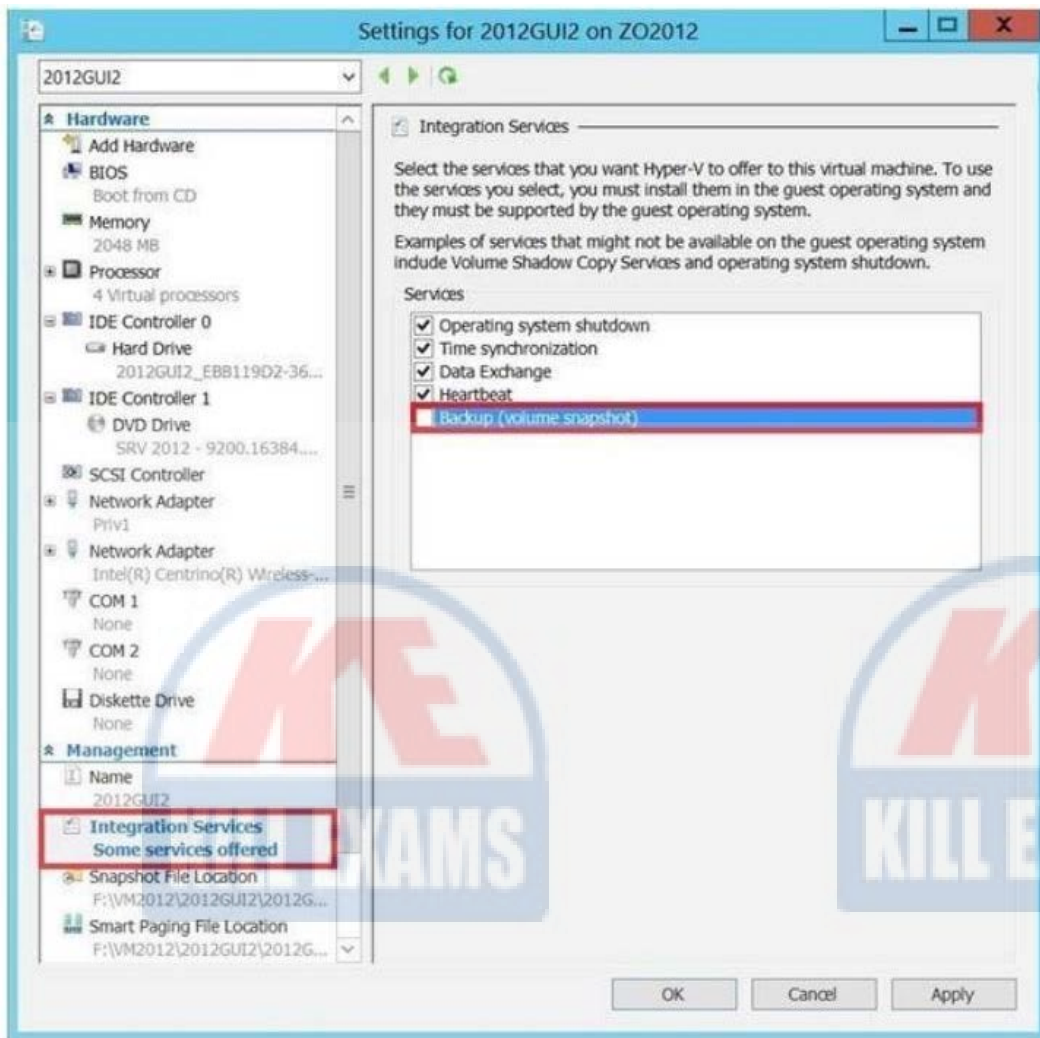 Settings for 2012GUI2 on ZO2012
2012GUI2
Hardware
Add Hardware
BIOS
Boot from CD
Memory
2048 MB
Processor
4 Virtual processors
IDE Controller 0
Hard Drive
2012GUI2_EBB119D2-36...
IDE Controller 1
DVD Drive
SRV 2012 - 9200.16384....
SCSI Controller
Network Adapter
Priv1
Network Adapter
Intel(R) Centrino(R) Wireless-...
COM 1
None
COM 2
None
Diskette Drive
None
Management
Name
2012GUI2
Integration Services
Some services offered
Snapshot File Location
F:\VM2012\2012GUI2\2012G...
Smart Paging File Location
F:\VM2012\2012GUI2\2012G...
Integration Services
Select the services that you want Hyper-V to offer to this virtual machine. To use
the services you select, you must install them in the guest operating system and
they must be supported by the guest operating system.
Examples of services that might not be available on the guest operating system
include Volume Shadow Copy Services and operating system shutdown.
Services
Operating system shutdown
Time synchronization
Data Exchange
Heartbeat
Backup (volume snapshot)
OK
Cancel
Apply
KE
KILL EXAMS
KILL E